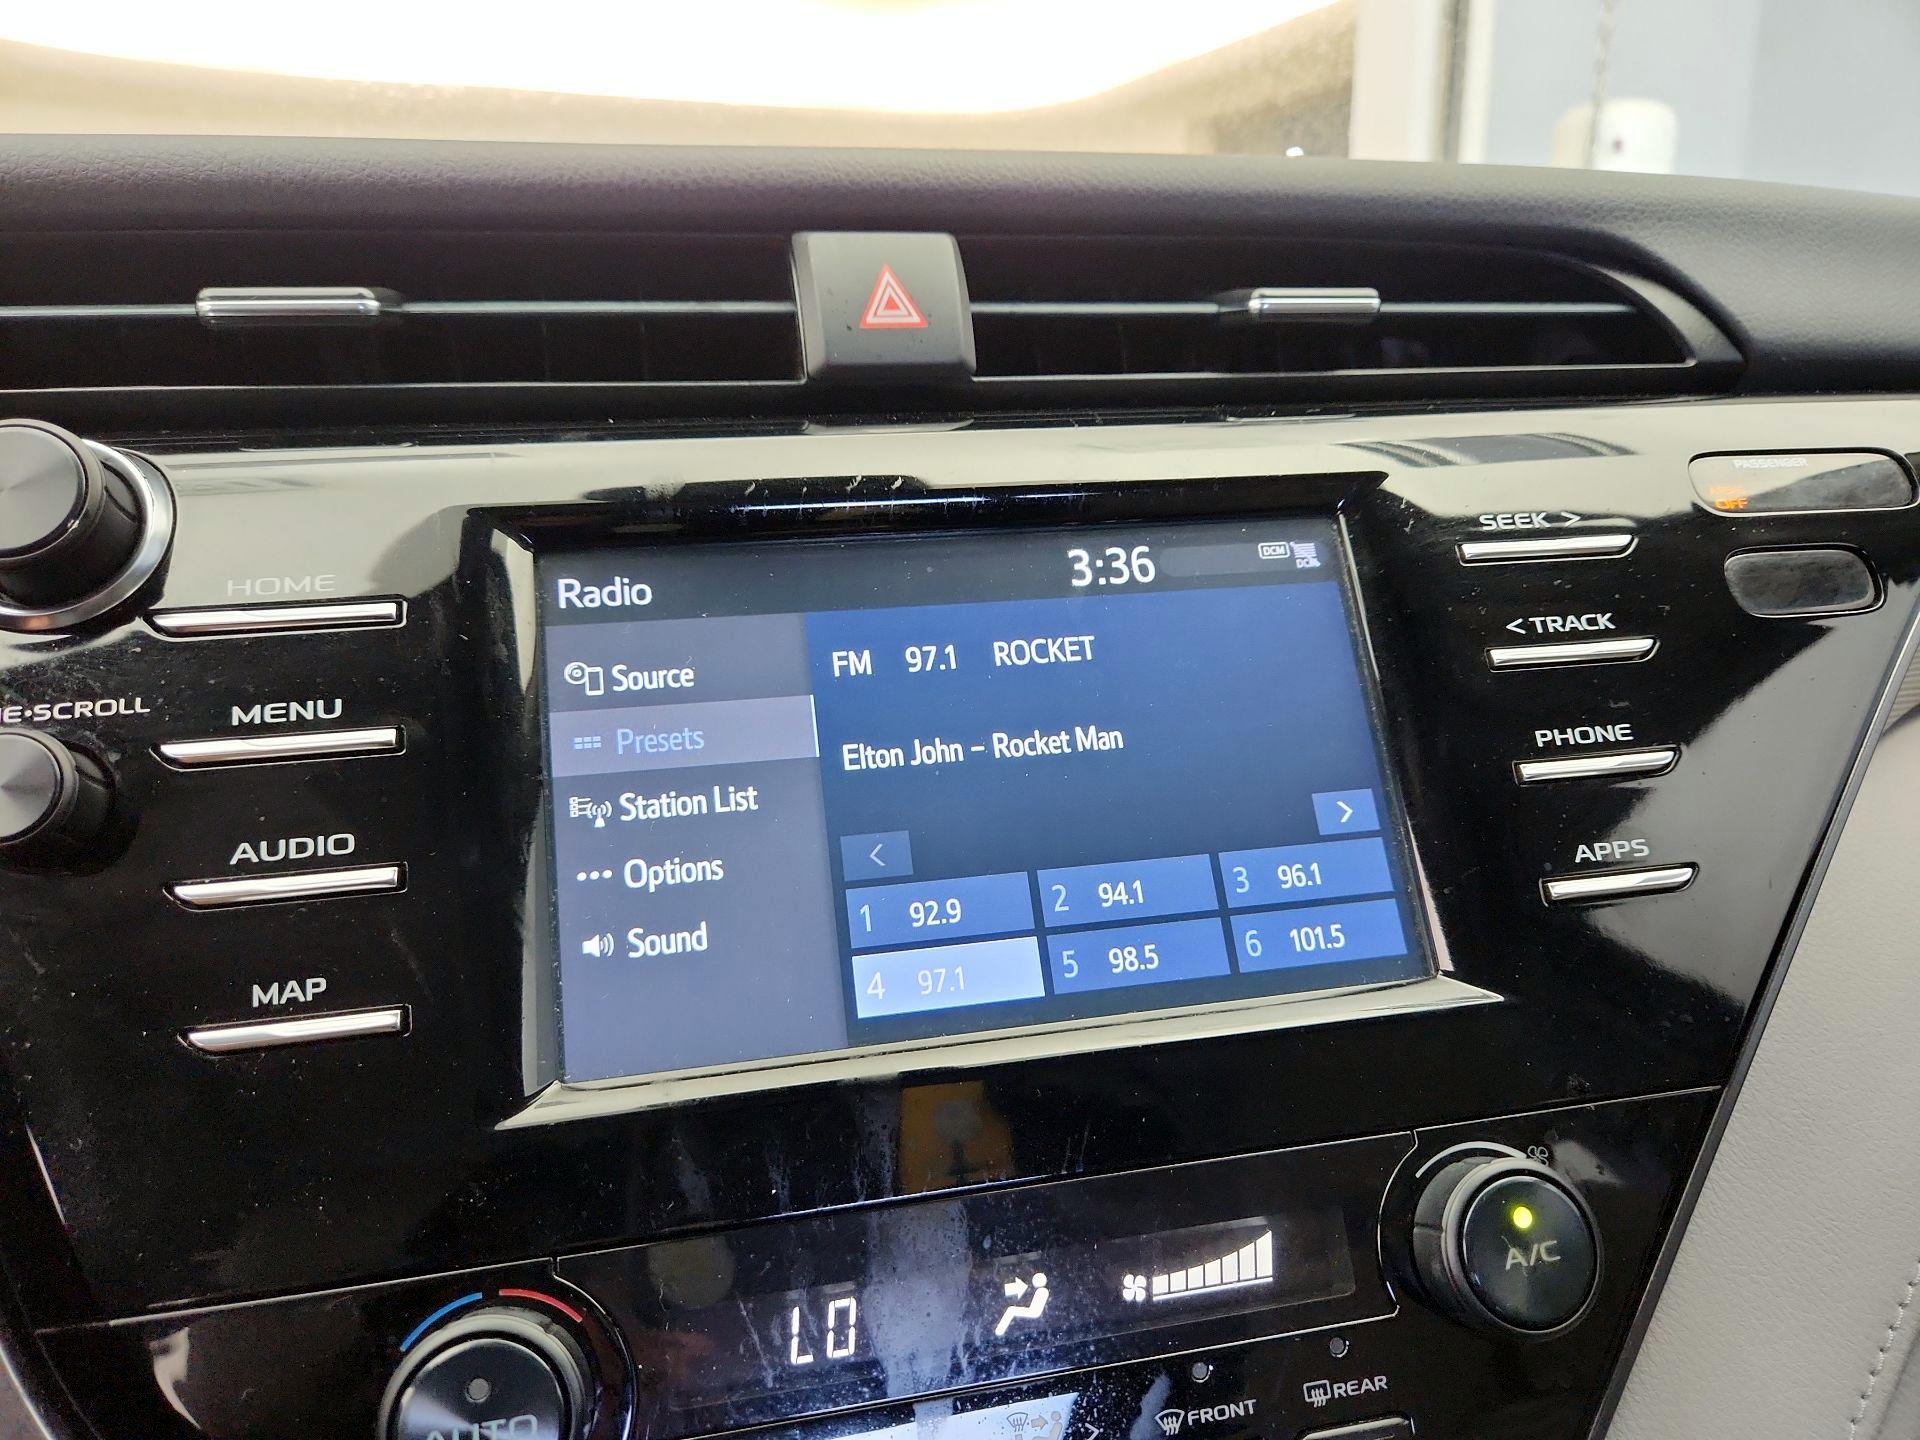 PASSENGER
OFF
SEEK >
HOME
Radio
3:36
DCM
< TRACK
Source
FM 97.1 ROCKET
SCROLL
MENU
Presets
Elton John – Rocket Man
PHONE
Station List
>
AUDIO
Options
<
APPS
1 92.9
2 94.1
3 96.1
Sound
4 97.1
5 98.5
6 101.5
MAP
A/C
LO
AUTO
FRONT
REAR